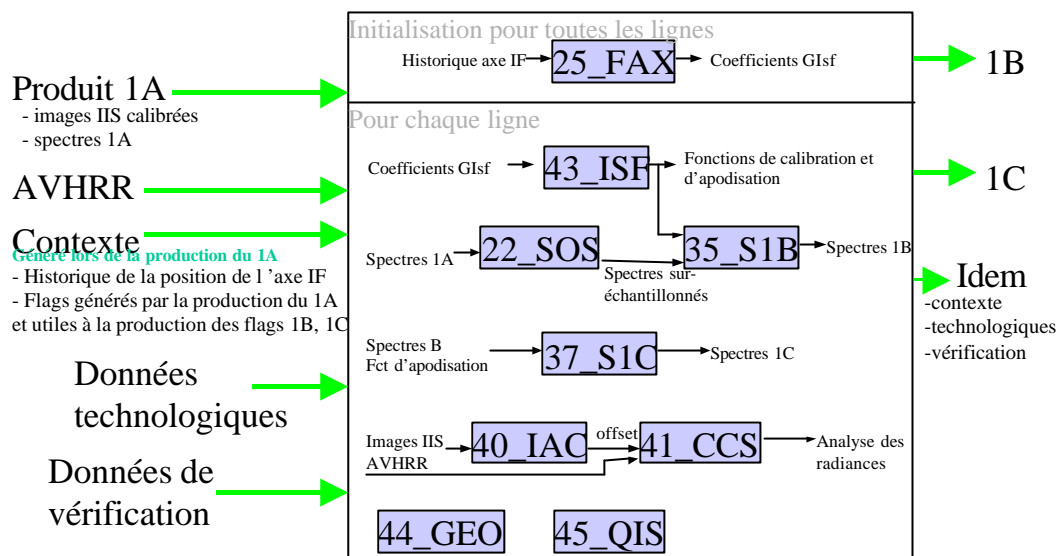 Initialisation pour toutes les lignes
Historique axe IF
25_FAX
Coefficients GIsf
1B
Produit 1A
- images IIS calibrées
- spectres 1A
Pour chaque ligne
Coefficients GIsf
43_ISF
Fonctions de calibration et
d'apodisation
1C
AVHRR
Contexte
Généré lors de la production du 1A
- Historique de la position de l 'axe IF
- Flags générés par la production du 1A
et utiles à la production des flags 1B, 1C
Spectres 1A
22_SOS
Spectres sur-
échantillonnés
35_S1B
Spectres 1B
Idem
-contexte
-technologiques
-vérification
Spectres B
Fct d'apodisation
37_S1C
Spectres 1C
Données
technologiques
Images IIS
AVHRR
40_IAC
offset
41_CCS
Analyse des
radiances
Données de
vérification
44_GEO
45_QIS